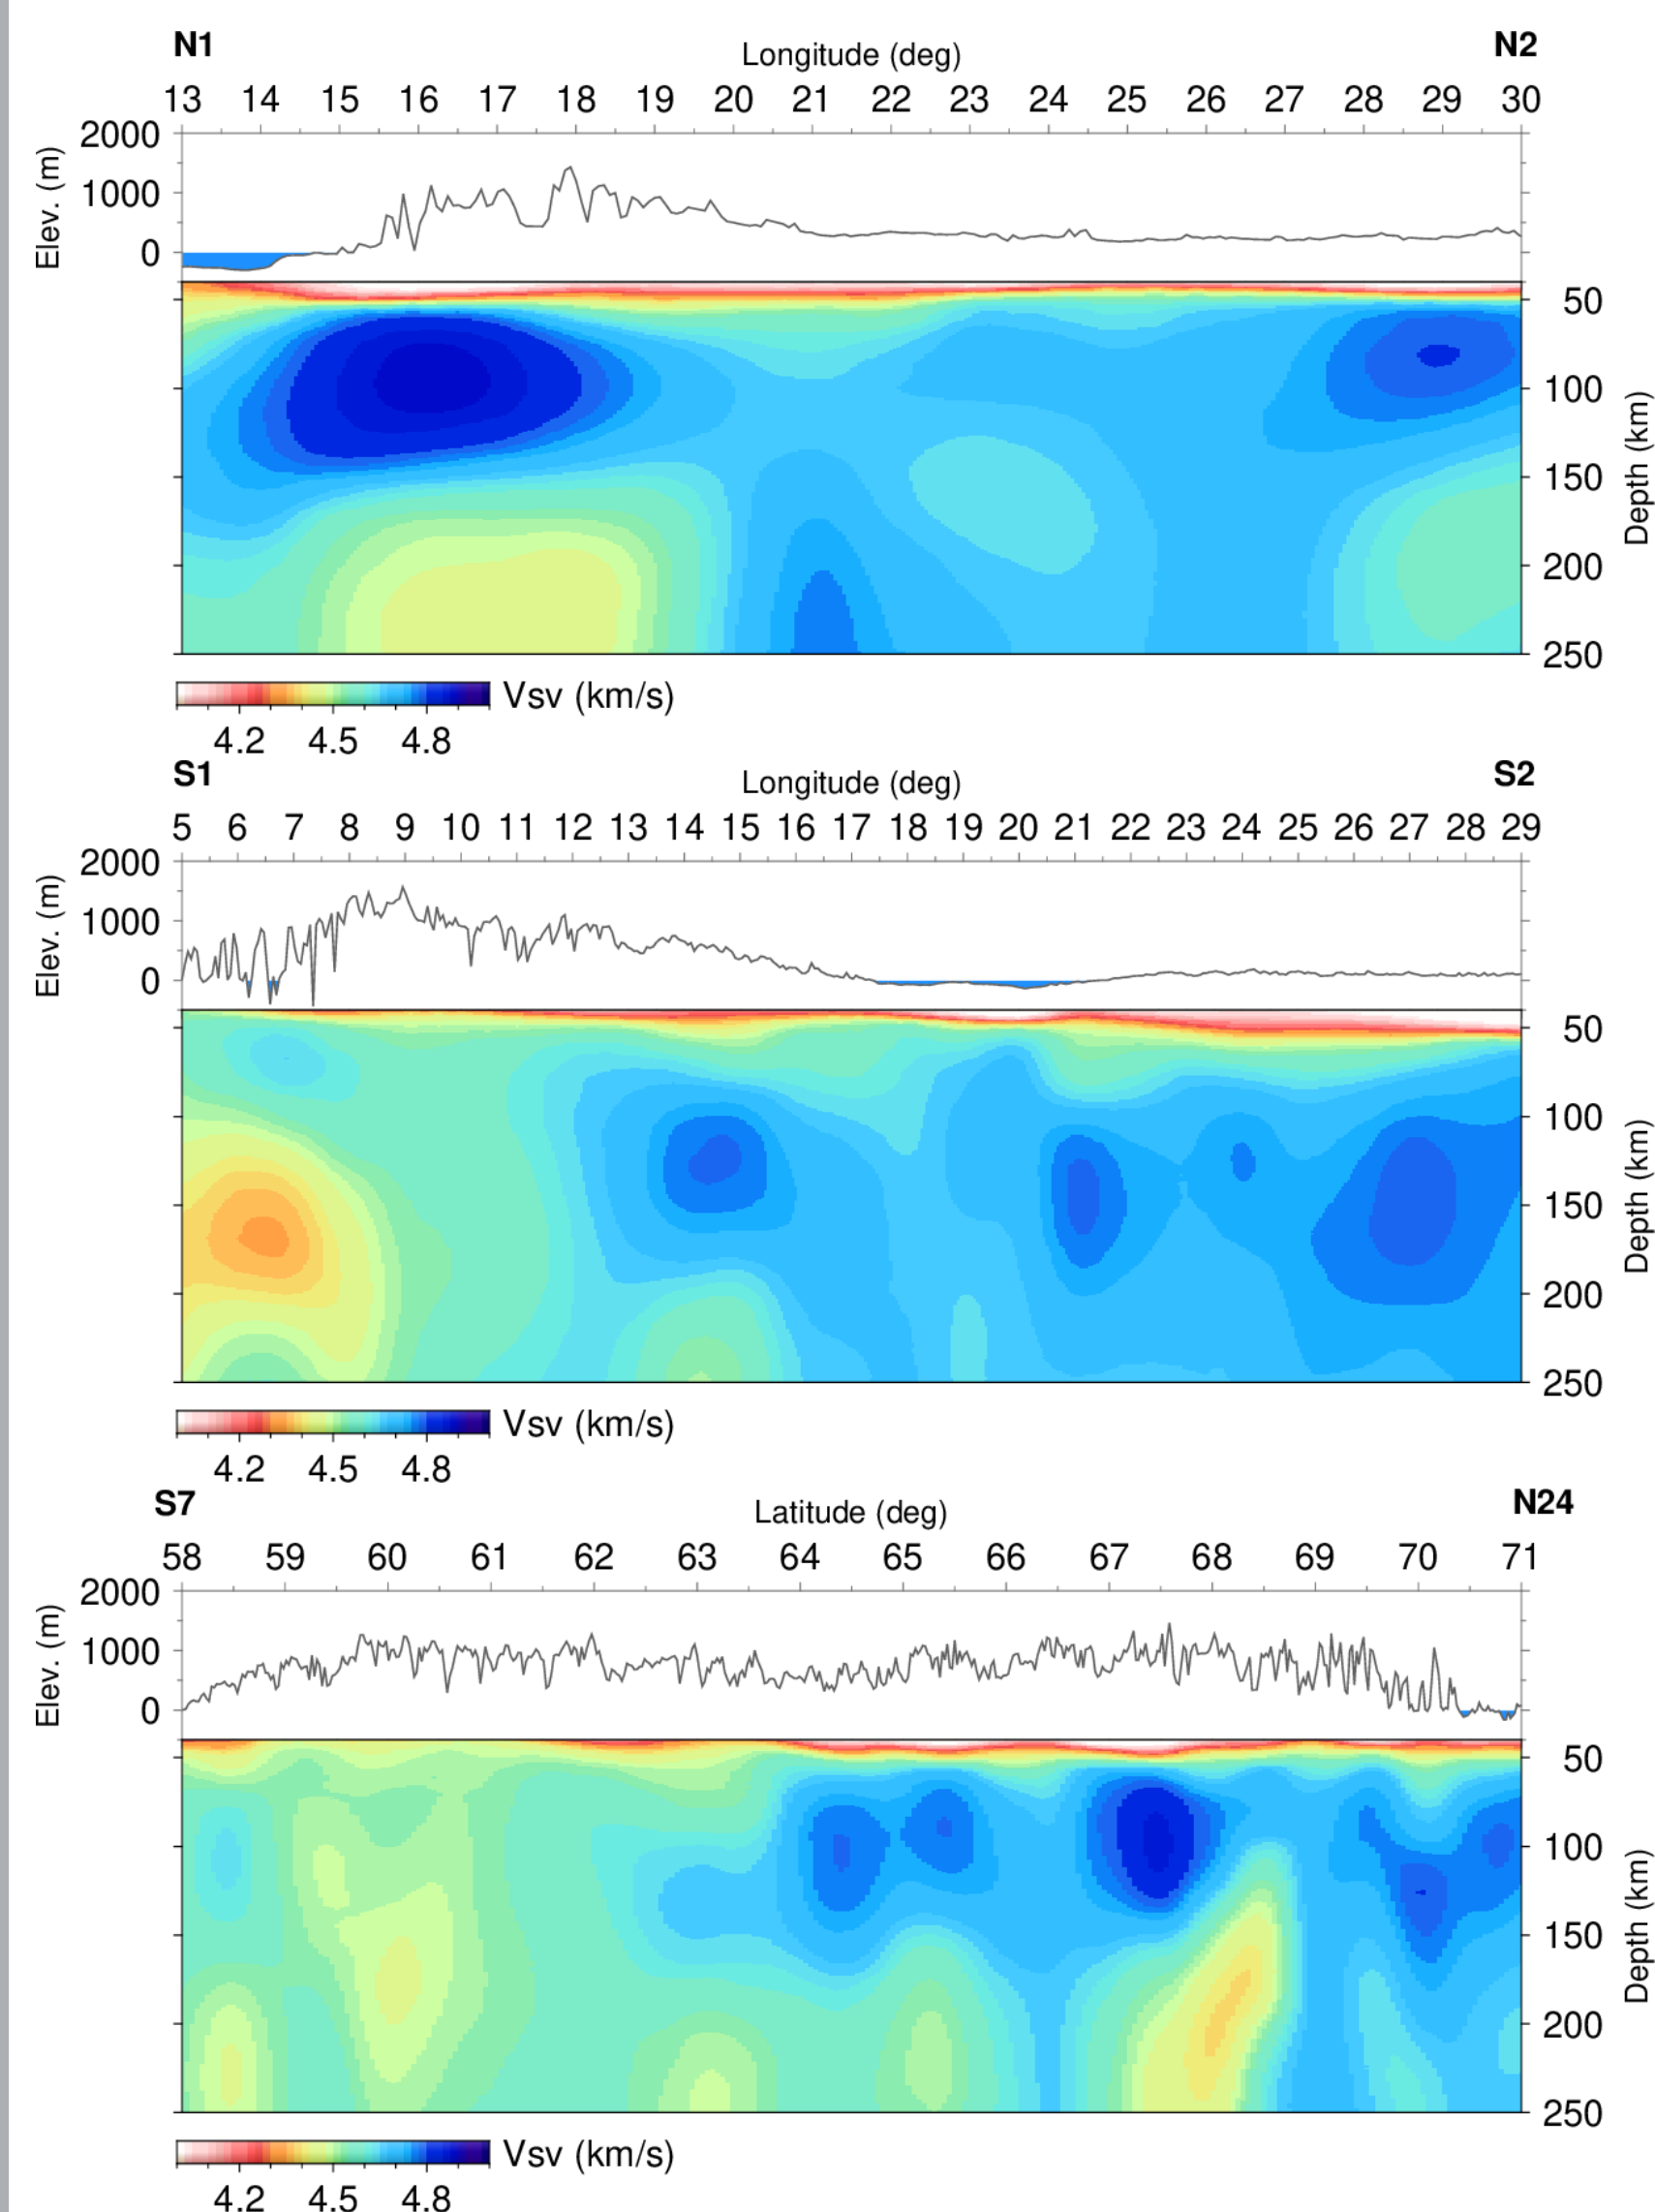 N1 Longitude (deg) N2
13 14 15 16 17 18 19 20 21 22 23 24 25 26 27 28 29 30
2000
1000
0
Elev. (m)
50
100
150
200
250
Depth (km)
Vsv (km/s)
4.2 4.5 4.8
S1 Longitude (deg) S2
5 6 7 8 9 10 11 12 13 14 15 16 17 18 19 20 21 22 23 24 25 26 27 28 29
2000
1000
0
Elev. (m)
50
100
150
200
250
Depth (km)
Vsv (km/s)
4.2 4.5 4.8
S7 Latitude (deg) N24
58 59 60 61 62 63 64 65 66 67 68 69 70 71
2000
1000
0
Elev. (m)
50
100
150
200
250
Depth (km)
Vsv (km/s)
4.2 4.5 4.8